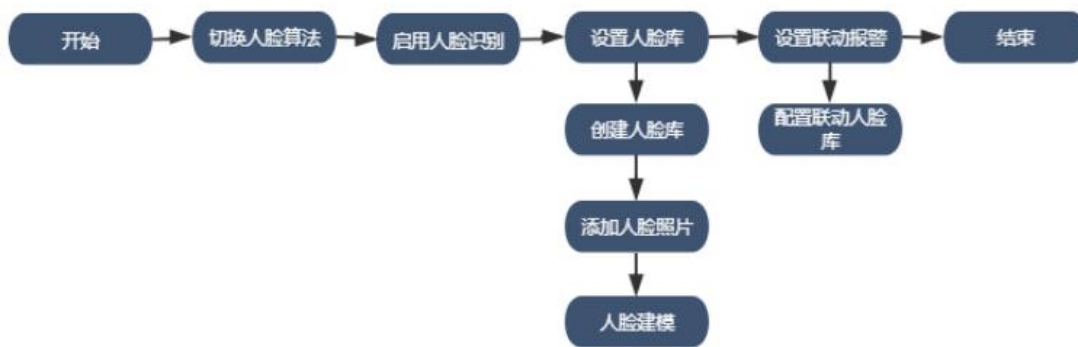 开始
切换人脸算法
启用人脸识别
设置人脸库
设置联动报警
结束
创建人脸库
配置联动人脸
库
添加人脸照片
人脸建模